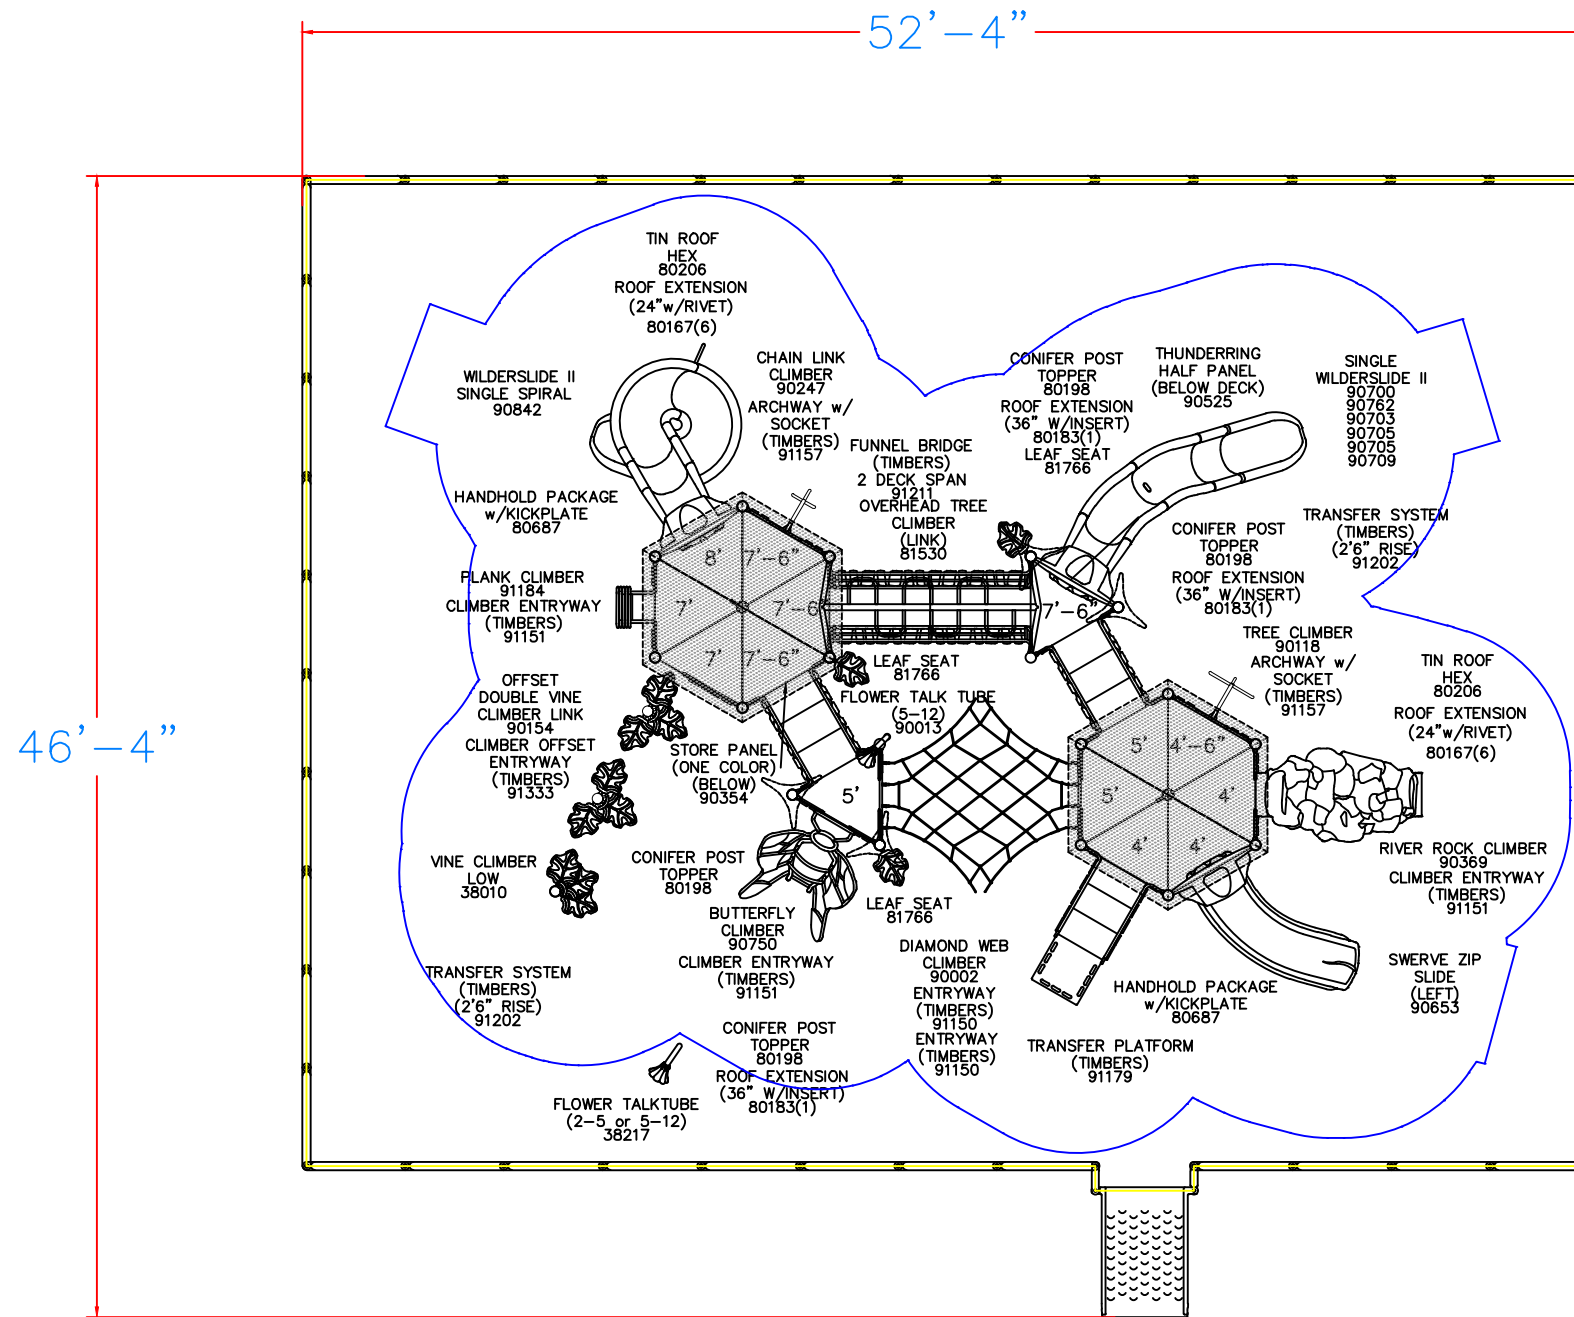 52'-4"
46'-4"
TIN ROOF
HEX
80206
ROOF EXTENSION
(24"w/RIVET)
80167(6)
WILDERSLIDE II
SINGLE SPIRAL
90842
CHAIN LINK
CLIMBER
90247
ARCHWAY w/
SOCKET
(TIMBERS)
91157
FUNNEL BRIDGE
(TIMBERS)
2 DECK SPAN
91211
OVERHEAD TREE
CLIMBER
(LINK)
81530
CONIFER POST
TOPPER
80198
ROOF EXTENSION
(36" W/INSERT)
80183(1)
LEAF SEAT
81766
THUNDERRING
HALF PANEL
(BELOW DECK)
90525
SINGLE
WILDERSLIDE II
90700
90762
90703
90705
90705
90709
HANDHOLD PACKAGE
w/KICKPLATE
80687
CONIFER POST
TOPPER
80198
ROOF EXTENSION
(36" W/INSERT)
80183(1)
TRANSFER SYSTEM
(TIMBERS)
(2'6" RISE)
91202
PLANK CLIMBER
91184
CLIMBER ENTRYWAY
(TIMBERS)
91151
8'
7'-6"
7'
7'-6"
7'
7'-6"
7'-6"
TREE CLIMBER
90118
ARCHWAY w/
SOCKET
(TIMBERS)
91157
TIN ROOF
HEX
80206
ROOF EXTENSION
(24"w/RIVET)
80167(6)
OFFSET
DOUBLE VINE
CLIMBER LINK
90154
CLIMBER OFFSET
ENTRYWAY
(TIMBERS)
91333
LEAF SEAT
81766
FLOWER TALK TUBE
(5-12)
90013
STORE PANEL
(ONE COLOR)
(BELOW)
90354
5'
5'
4'-6"
5'
4'
4'
4'
VINE CLIMBER
LOW
38010
CONIFER POST
TOPPER
80198
BUTTERFLY
CLIMBER
90750
CLIMBER ENTRYWAY
(TIMBERS)
91151
LEAF SEAT
81766
DIAMOND WEB
CLIMBER
90002
ENTRYWAY
(TIMBERS)
91150
ENTRYWAY
(TIMBERS)
91150
RIVER ROCK CLIMBER
90369
CLIMBER ENTRYWAY
(TIMBERS)
91151
SWERVE ZIP
SLIDE
(LEFT)
90653
HANDHOLD PACKAGE
w/KICKPLATE
80687
TRANSFER SYSTEM
(TIMBERS)
(2'6" RISE)
91202
CONIFER POST
TOPPER
80198
ROOF EXTENSION
(36" W/INSERT)
80183(1)
TRANSFER PLATFORM
(TIMBERS)
91179
FLOWER TALKTUBE
(2-5 or 5-12)
38217